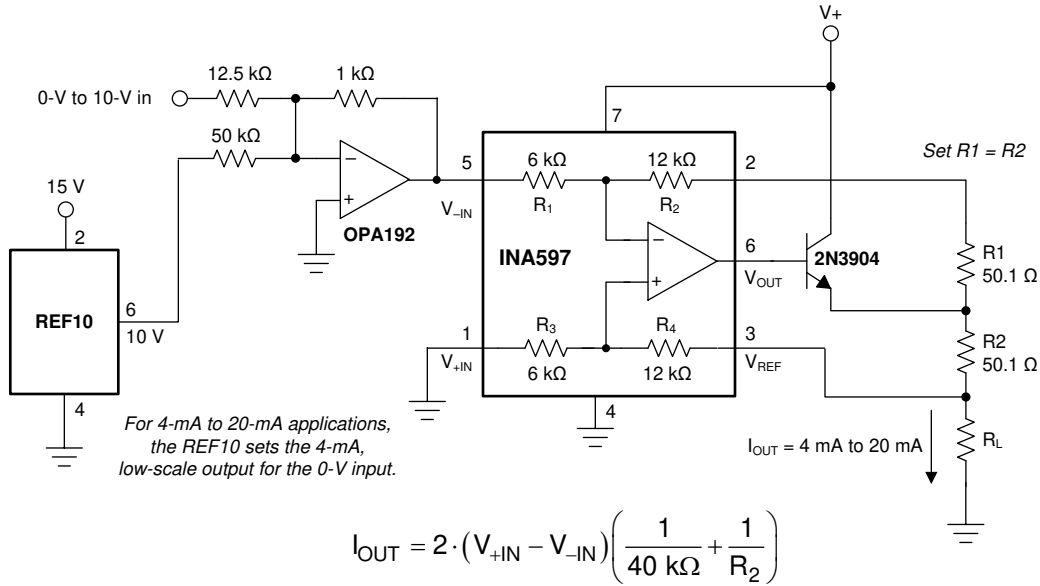 V+
12.5 kΩ
1 kΩ
0-V to 10-V in
50 kΩ
7
5
6 kΩ
12 kΩ
2
Set R1 = R2
15 V
V–IN
R1
R2
2
OPA192
INA597
6
2N3904
R1
50.1 Ω
VOUT
REF10
6
10 V
1
R3
R4
3
R2
50.1 Ω
V+IN
6 kΩ
12 kΩ
VREF
4
4
For 4-mA to 20-mA applications,
the REF10 sets the 4-mA,
low-scale output for the 0-V input.
IOUT = 4 mA to 20 mA
RL
IOUT = 2 · (V+IN − V−IN) (1/40 kΩ + 1/R2)